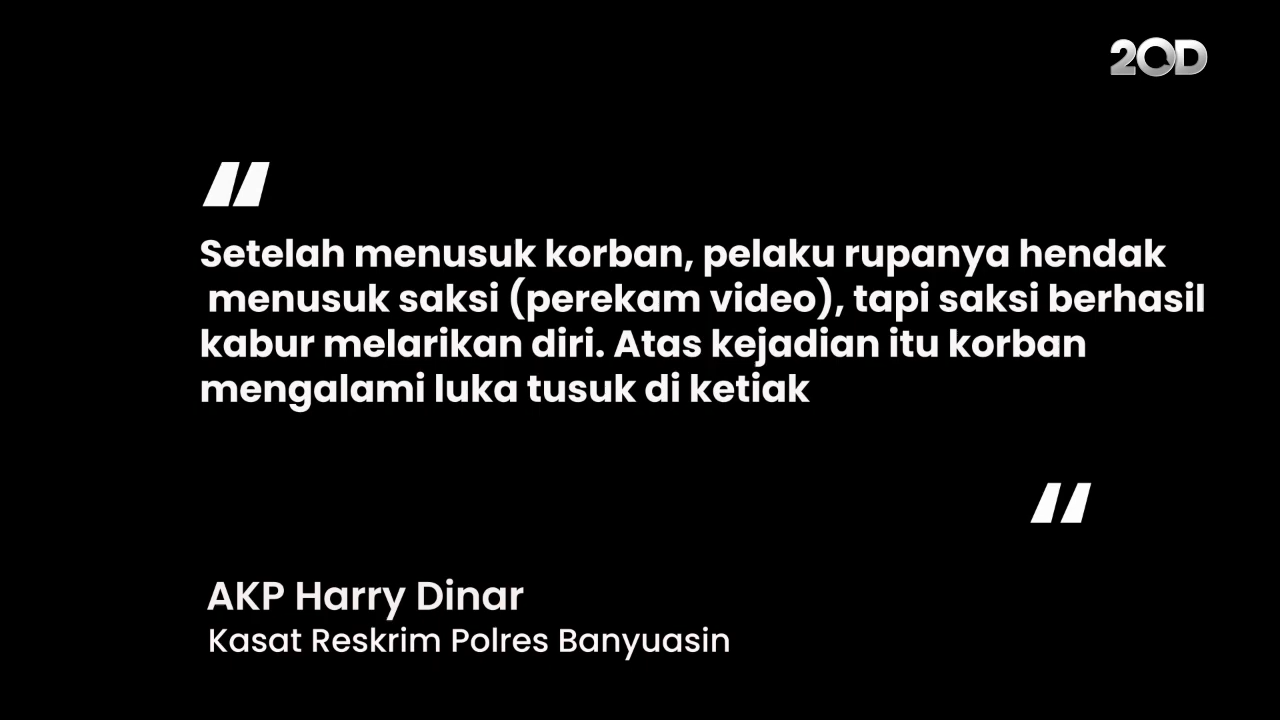 20D
"
Setelah menusuk korban, pelaku rupanya hendak
menusuk saksi (perekam video), tapi saksi berhasil
kabur melarikan diri. Atas kejadian itu korban
mengalami luka tusuk di ketiak
"
AKP Harry Dinar
Kasat Reskrim Polres Banyuasin